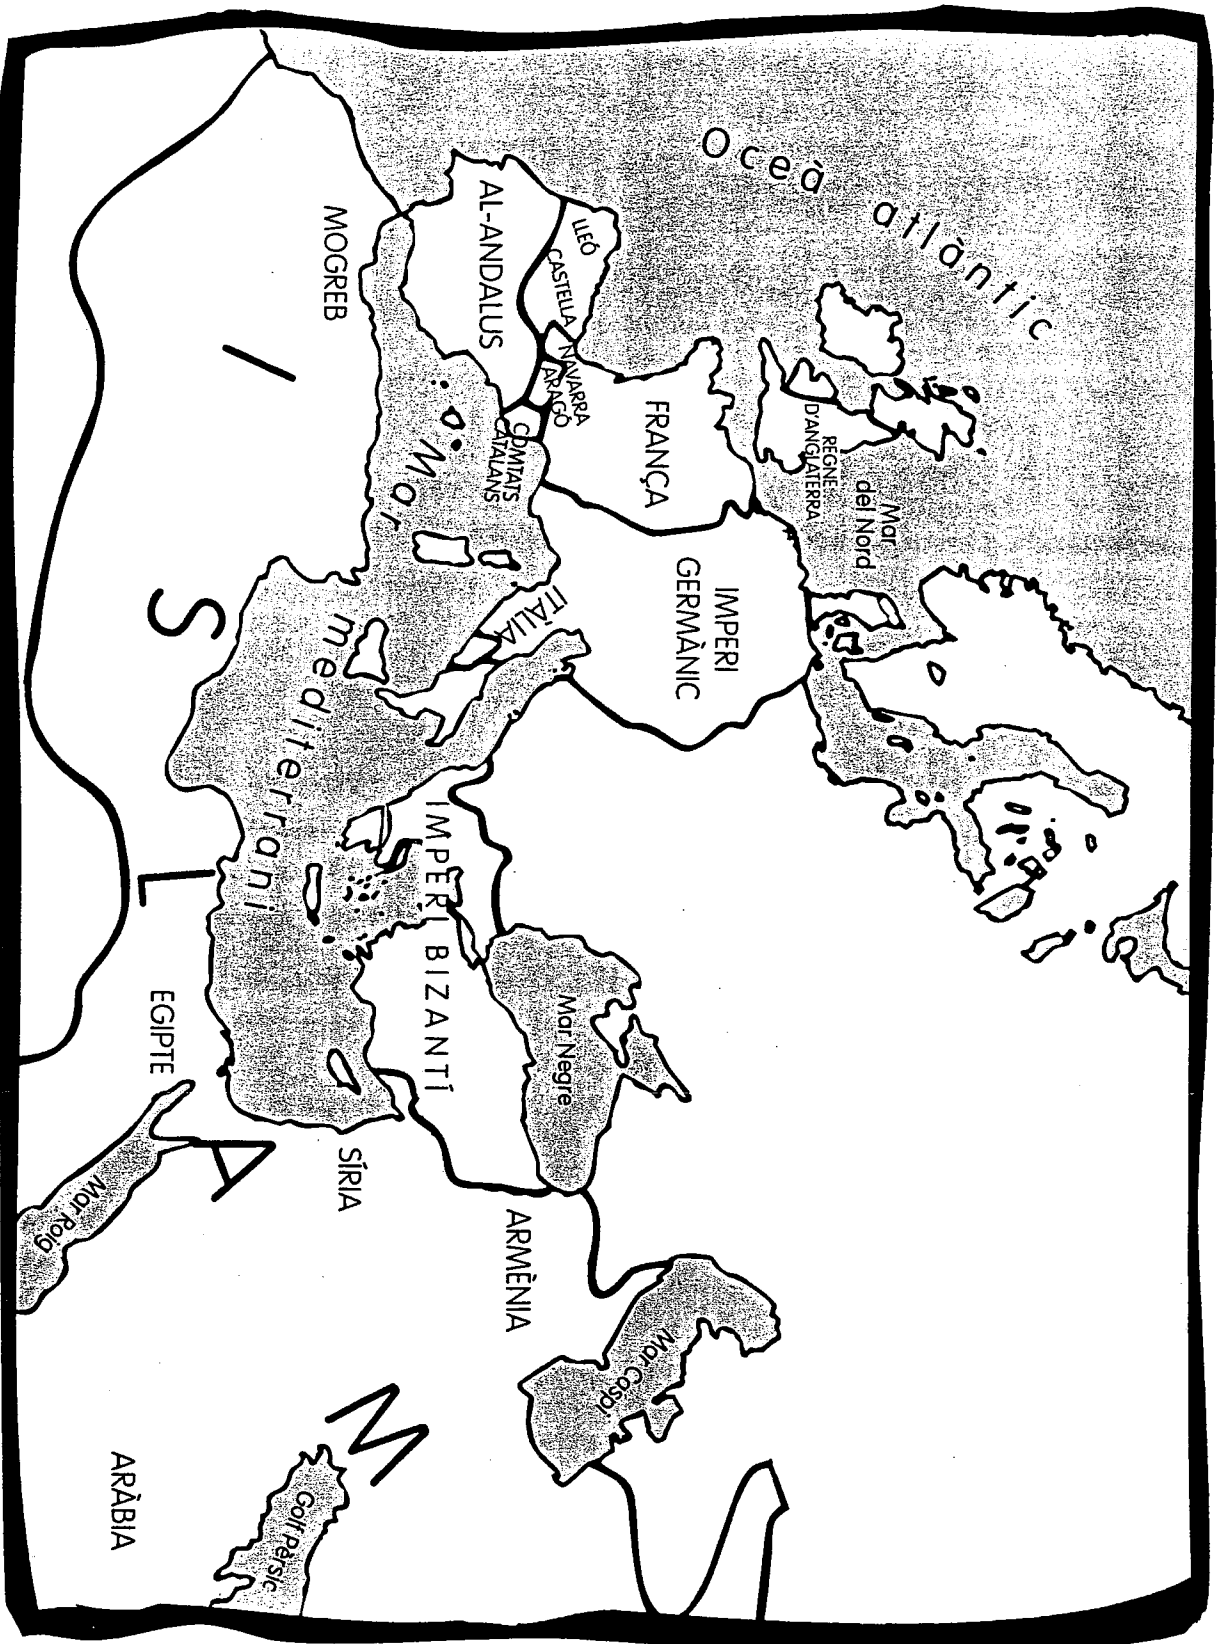 Oceà atlàntic
Mar
del Nord
REGNE
D'ANGLATERRA
IMPERI
GERMÀNIC
FRANÇA
LLEÓ
CASTELLA
NAVARRA
ARAGÓ
COMTATS
CATALANS
AL-ANDALUS
ITÀLIA
Mar Negre
Mar Caspi
IMPERI BIZANTÍ
ARMÈNIA
Mar mediterrani
MOGREB
SÍRIA
ISLAM
EGIPTE
Mar Roig
Golf Pèrsic
ARÀBIA